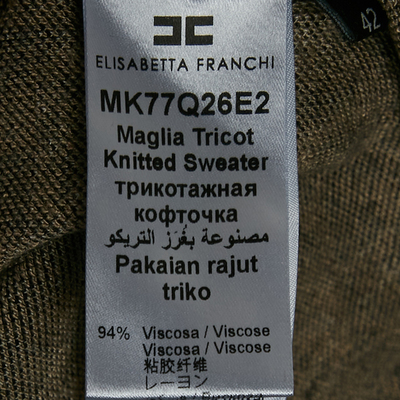 42
ELISABETTA FRANCHI
MK77Q26E2
Maglia Tricot
Knitted Sweater
трикотажная
кофточка
مصنوعة بغُرَز التريكو
Pakaian rajut
triko
94% Viscosa / Viscose
Viscosa / Viscose
粘胶纤维
レーヨン